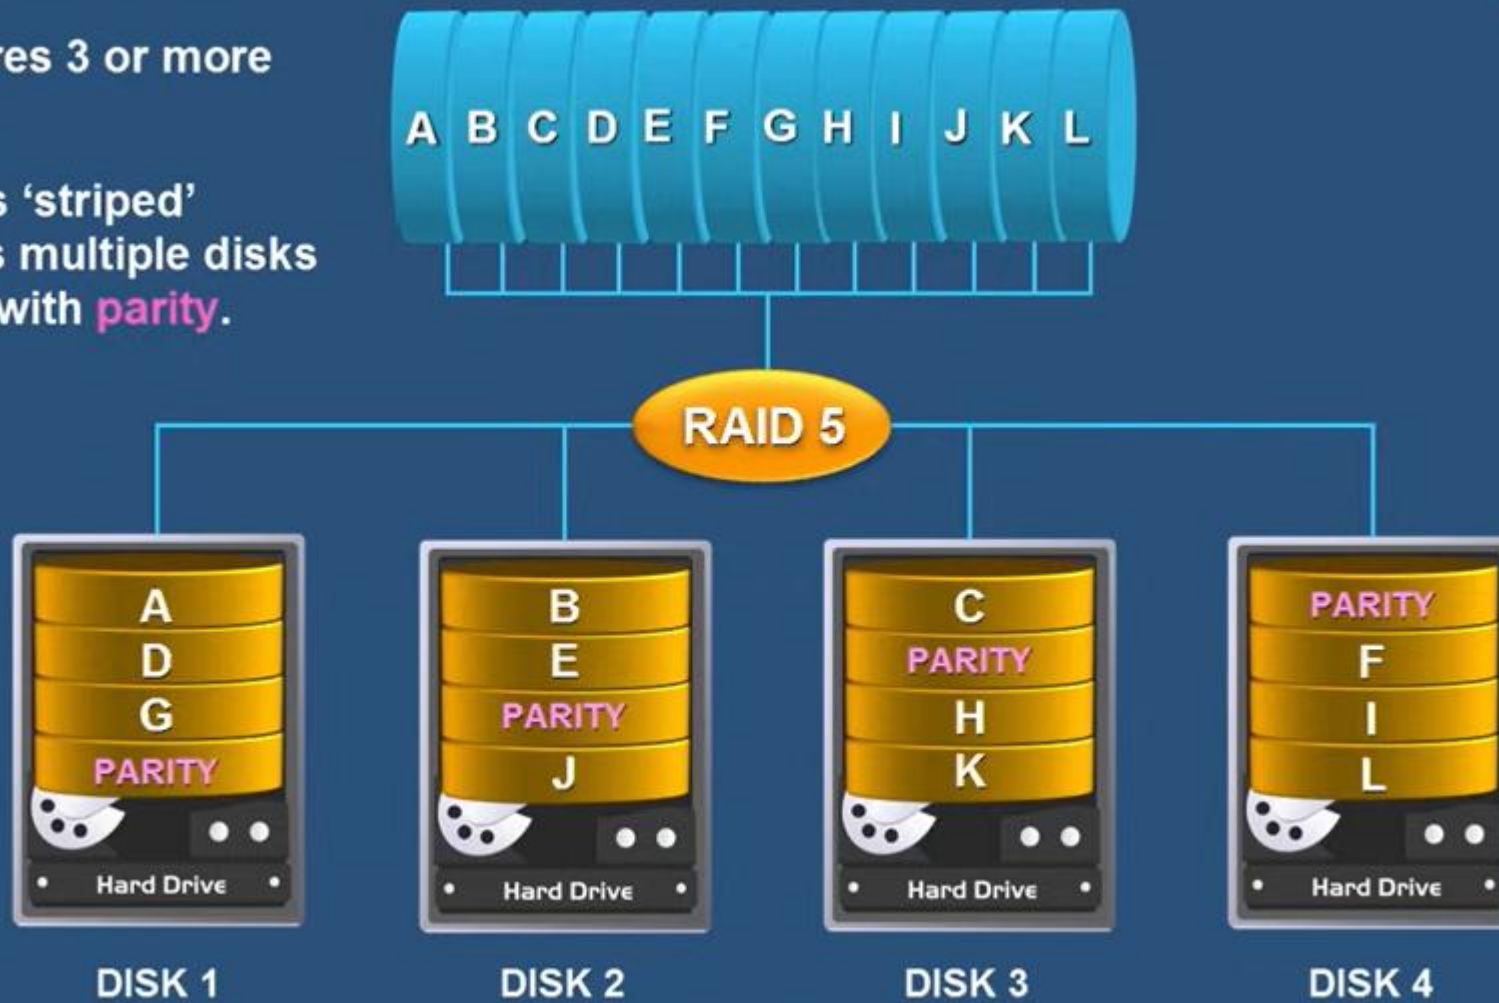 res 3 or more
s ‘striped’
s multiple disks
with parity.
A B C D E F G H I J K L
RAID 5
A
D
G
PARITY
Hard Drive
DISK 1
B
E
PARITY
J
Hard Drive
DISK 2
C
PARITY
H
K
Hard Drive
DISK 3
PARITY
F
I
L
Hard Drive
DISK 4